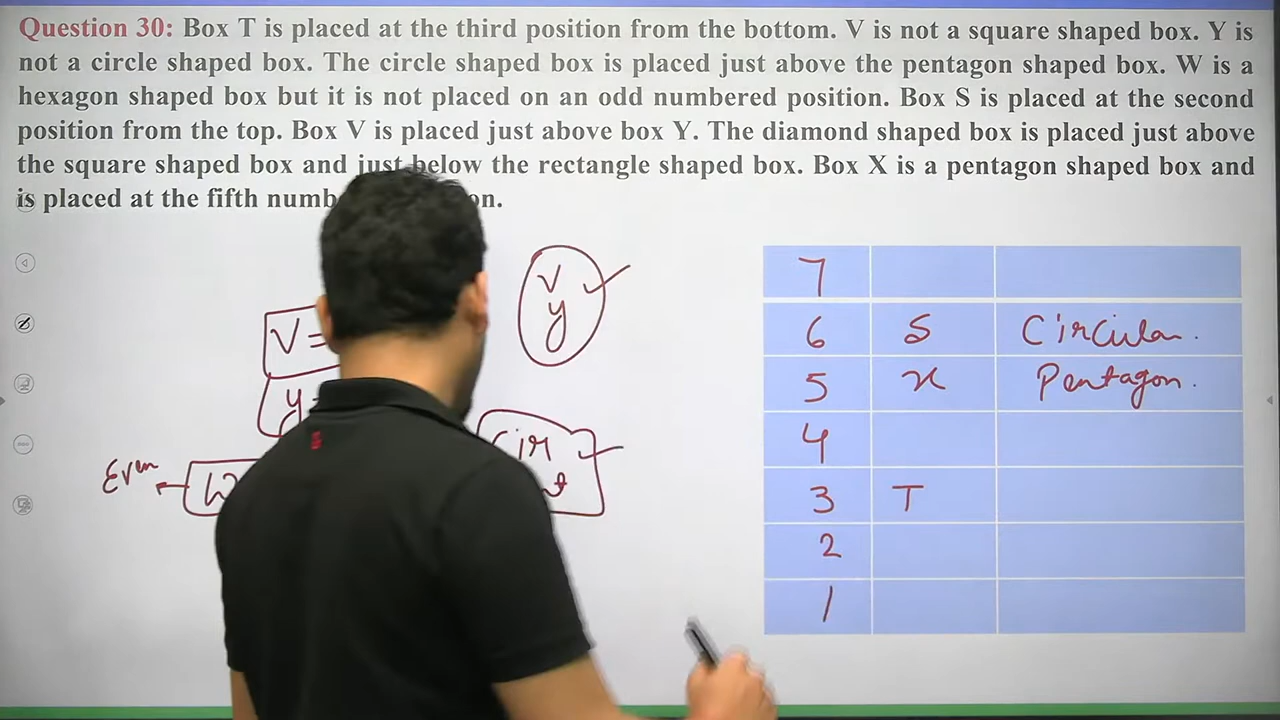 Question 30: Box T is placed at the third position from the bottom. V is not a square shaped box. Y is
not a circle shaped box. The circle shaped box is placed just above the pentagon shaped box. W is a
hexagon shaped box but it is not placed on an odd numbered position. Box S is placed at the second
position from the top. Box V is placed just above box Y. The diamond shaped box is placed just above
the square shaped box and just below the rectangle shaped box. Box X is a pentagon shaped box and
is placed at the fifth numb on.
V =
y
V
y
Even
W
Cir
7
6 S Circular.
5 x Pentagon.
4
3 T
2
1